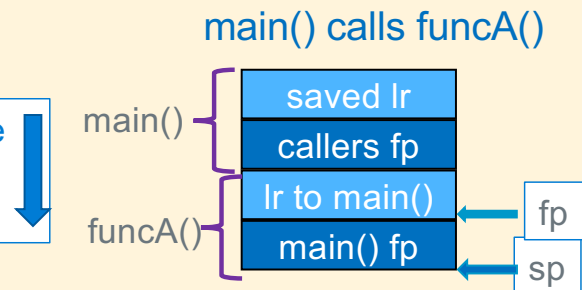 main() calls funcA()
e
main()
saved lr
callers fp
funcA()
lr to main()
main() fp
fp
sp